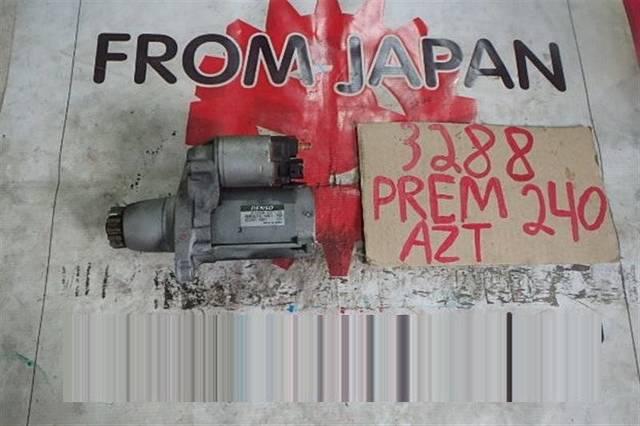 FROM JAPAN
3288
PREM 240
AZT
DENSO